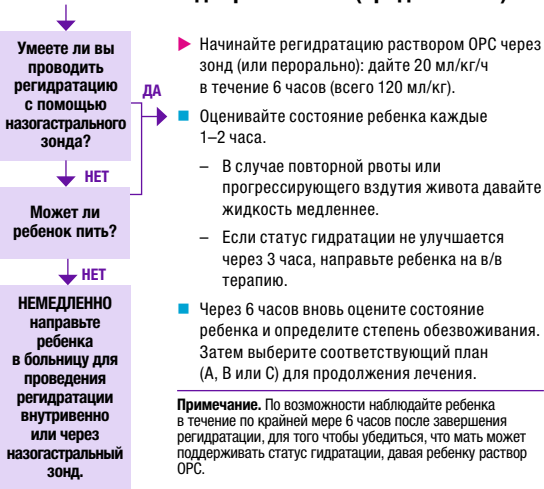 Умеете ли вы
проводить
регидратацию
с помощью
назогастрального
зонда?
ДА
НЕТ
Может ли
ребенок пить?
НЕТ
НЕМЕДЛЕННО
направьте
ребенка
в больницу для
проведения
регидратации
внутривенно
или через
назогастральный
зонд.
Начинайте регидратацию раствором ОРС через
зонд (или перорально): дайте 20 мл/кг/ч
в течение 6 часов (всего 120 мл/кг).
Оценивайте состояние ребенка каждые
1–2 часа.
– В случае повторной рвоты или
прогрессирующего вздутия живота давайте
жидкость медленнее.
– Если статус гидратации не улучшается
через 3 часа, направьте ребенка на в/в
терапию.
Через 6 часов вновь оцените состояние
ребенка и определите степень обезвоживания.
Затем выберите соответствующий план
(А, В или С) для продолжения лечения.
Примечание. По возможности наблюдайте ребенка
в течение по крайней мере 6 часов после завершения
регидратации, для того чтобы убедиться, что мать может
поддерживать статус гидратации, давая ребенку раствор
ОРС.